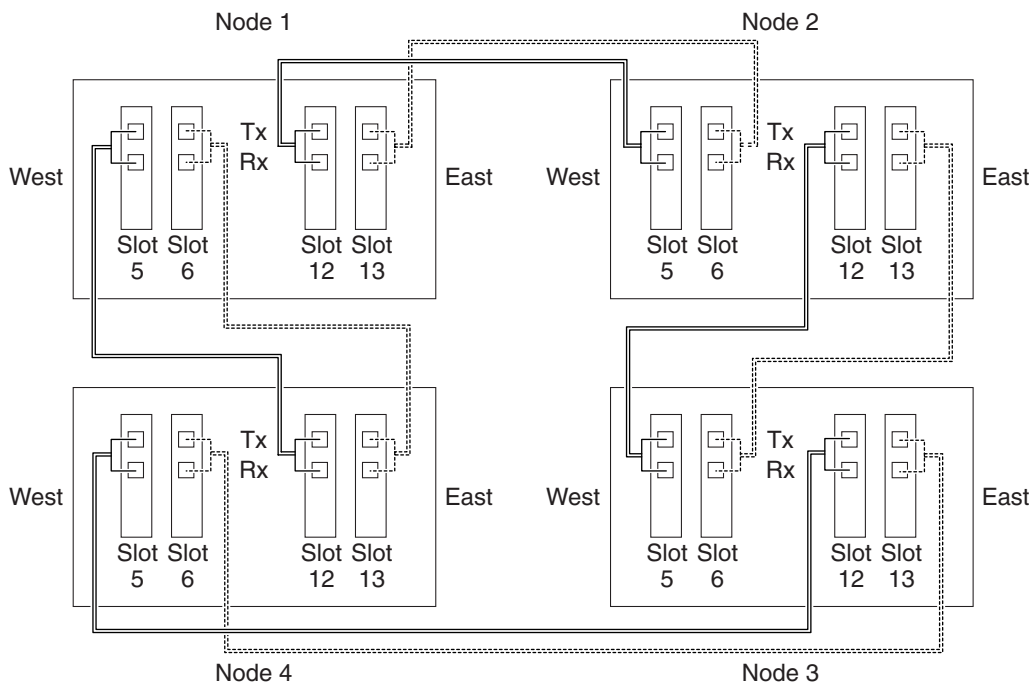 Node 1
Node 2
Tx
Rx
West
East
Slot 5
Slot 6
Slot 12
Slot 13
Tx
Rx
West
East
Slot 5
Slot 6
Slot 12
Slot 13
Tx
Rx
West
East
Slot 5
Slot 6
Slot 12
Slot 13
Tx
Rx
West
East
Slot 5
Slot 6
Slot 12
Slot 13
Node 4
Node 3